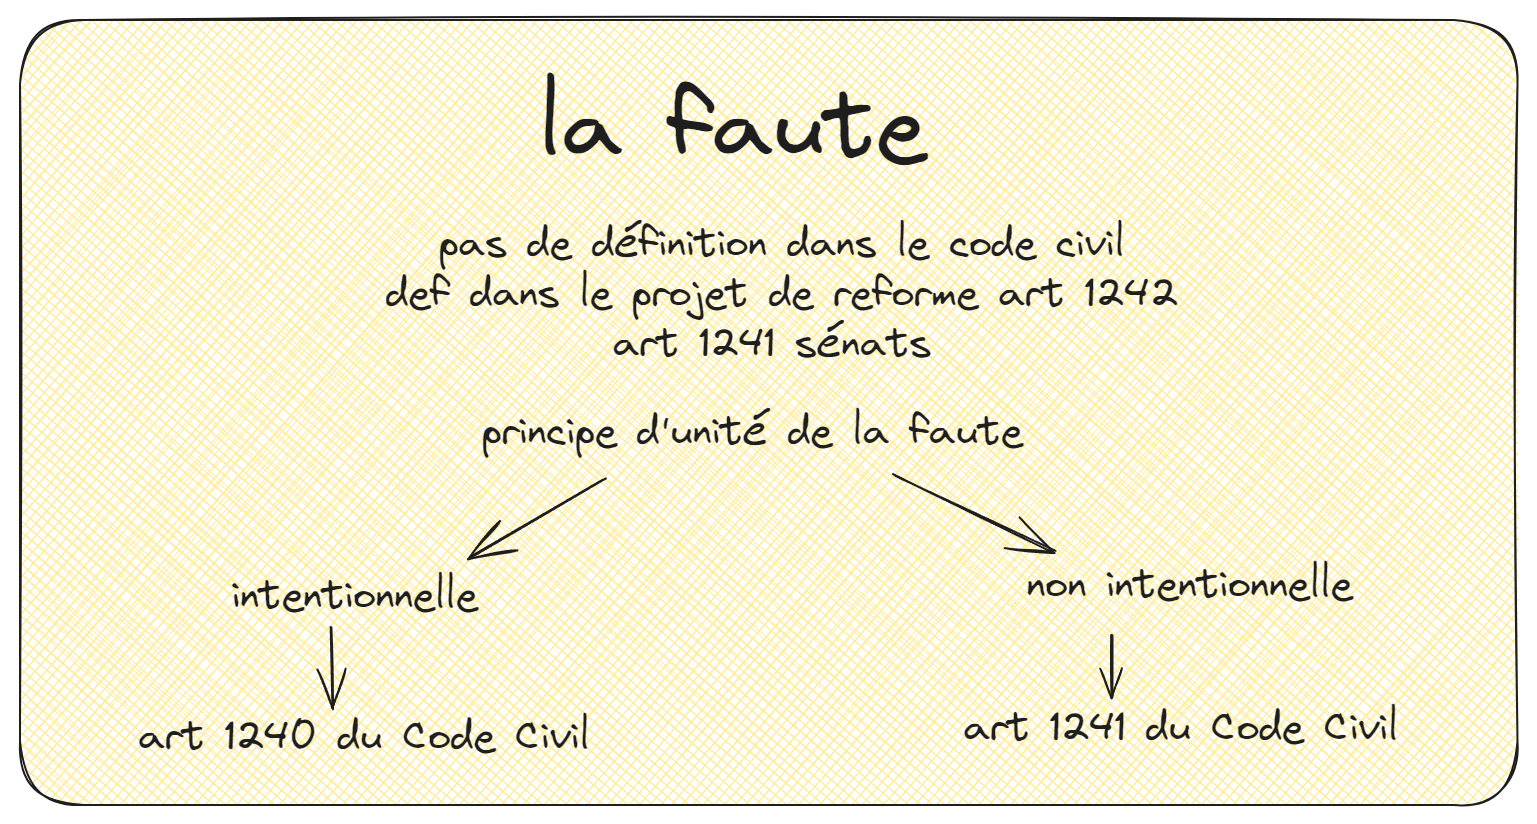 la faute
pas de définition dans le code civil
def dans le projet de reforme art 1242
art 1241 sénats
principe d'unité de la faute
intentionnelle
non intentionnelle
art 1240 du Code Civil
art 1241 du Code Civil